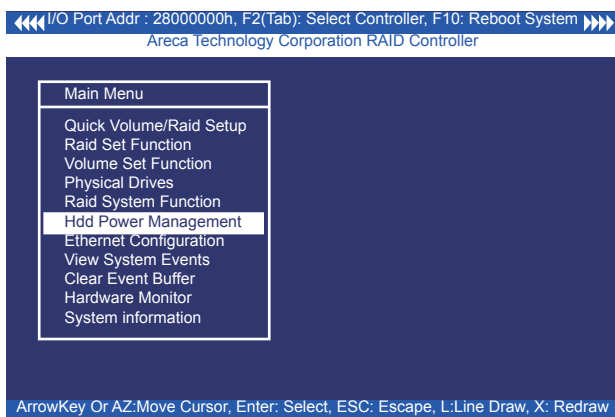 I/O Port Addr : 28000000h, F2(Tab): Select Controller, F10: Reboot System
Areca Technology Corporation RAID Controller
Main Menu
Quick Volume/Raid Setup
Raid Set Function
Volume Set Function
Physical Drives
Raid System Function
Hdd Power Management
Ethernet Configuration
View System Events
Clear Event Buffer
Hardware Monitor
System information
ArrowKey Or AZ:Move Cursor, Enter: Select, ESC: Escape, L:Line Draw, X: Redraw